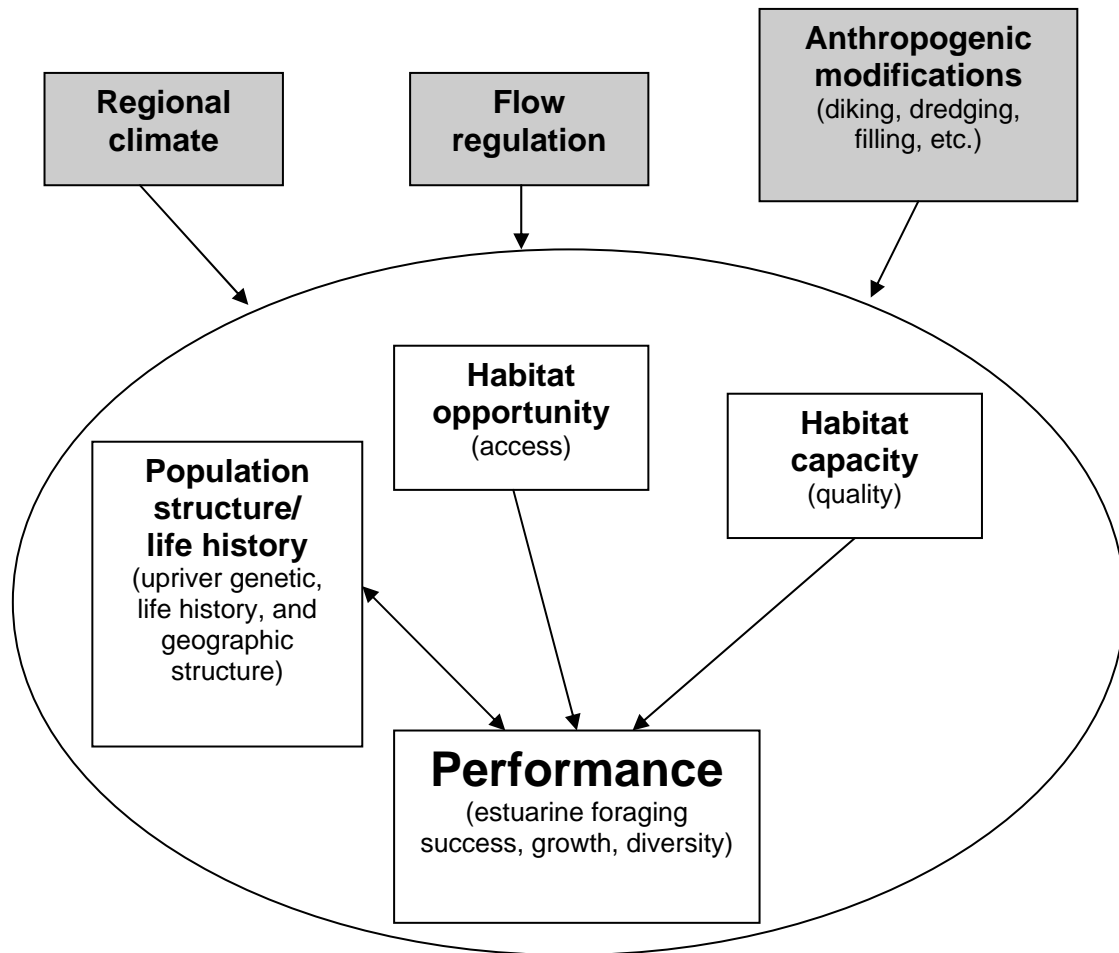 Regional
climate
Flow
regulation
Anthropogenic
modifications
(diking, dredging,
filling, etc.)
Population
structure/
life history
(upriver genetic,
life history, and
geographic
structure)
Habitat
opportunity
(access)
Habitat
capacity
(quality)
Performance
(estuarine foraging
success, growth, diversity)